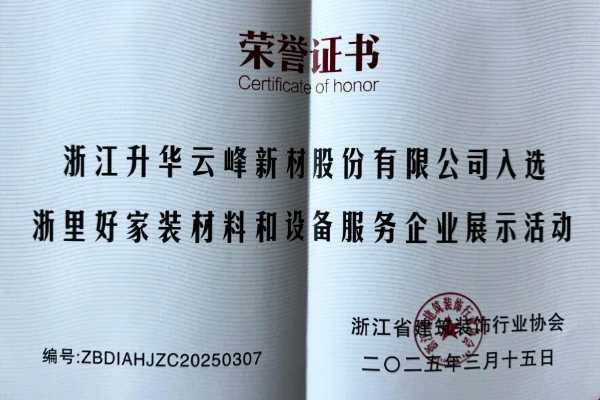 荣誉证书
Certificate of honor
浙江升华云峰新材股份有限公司入选
浙里好家装材料和设备服务企业展示活动
浙江省建筑装饰行业协会
编号:ZBDIAHJZC20250307
二〇二五年三月十五日